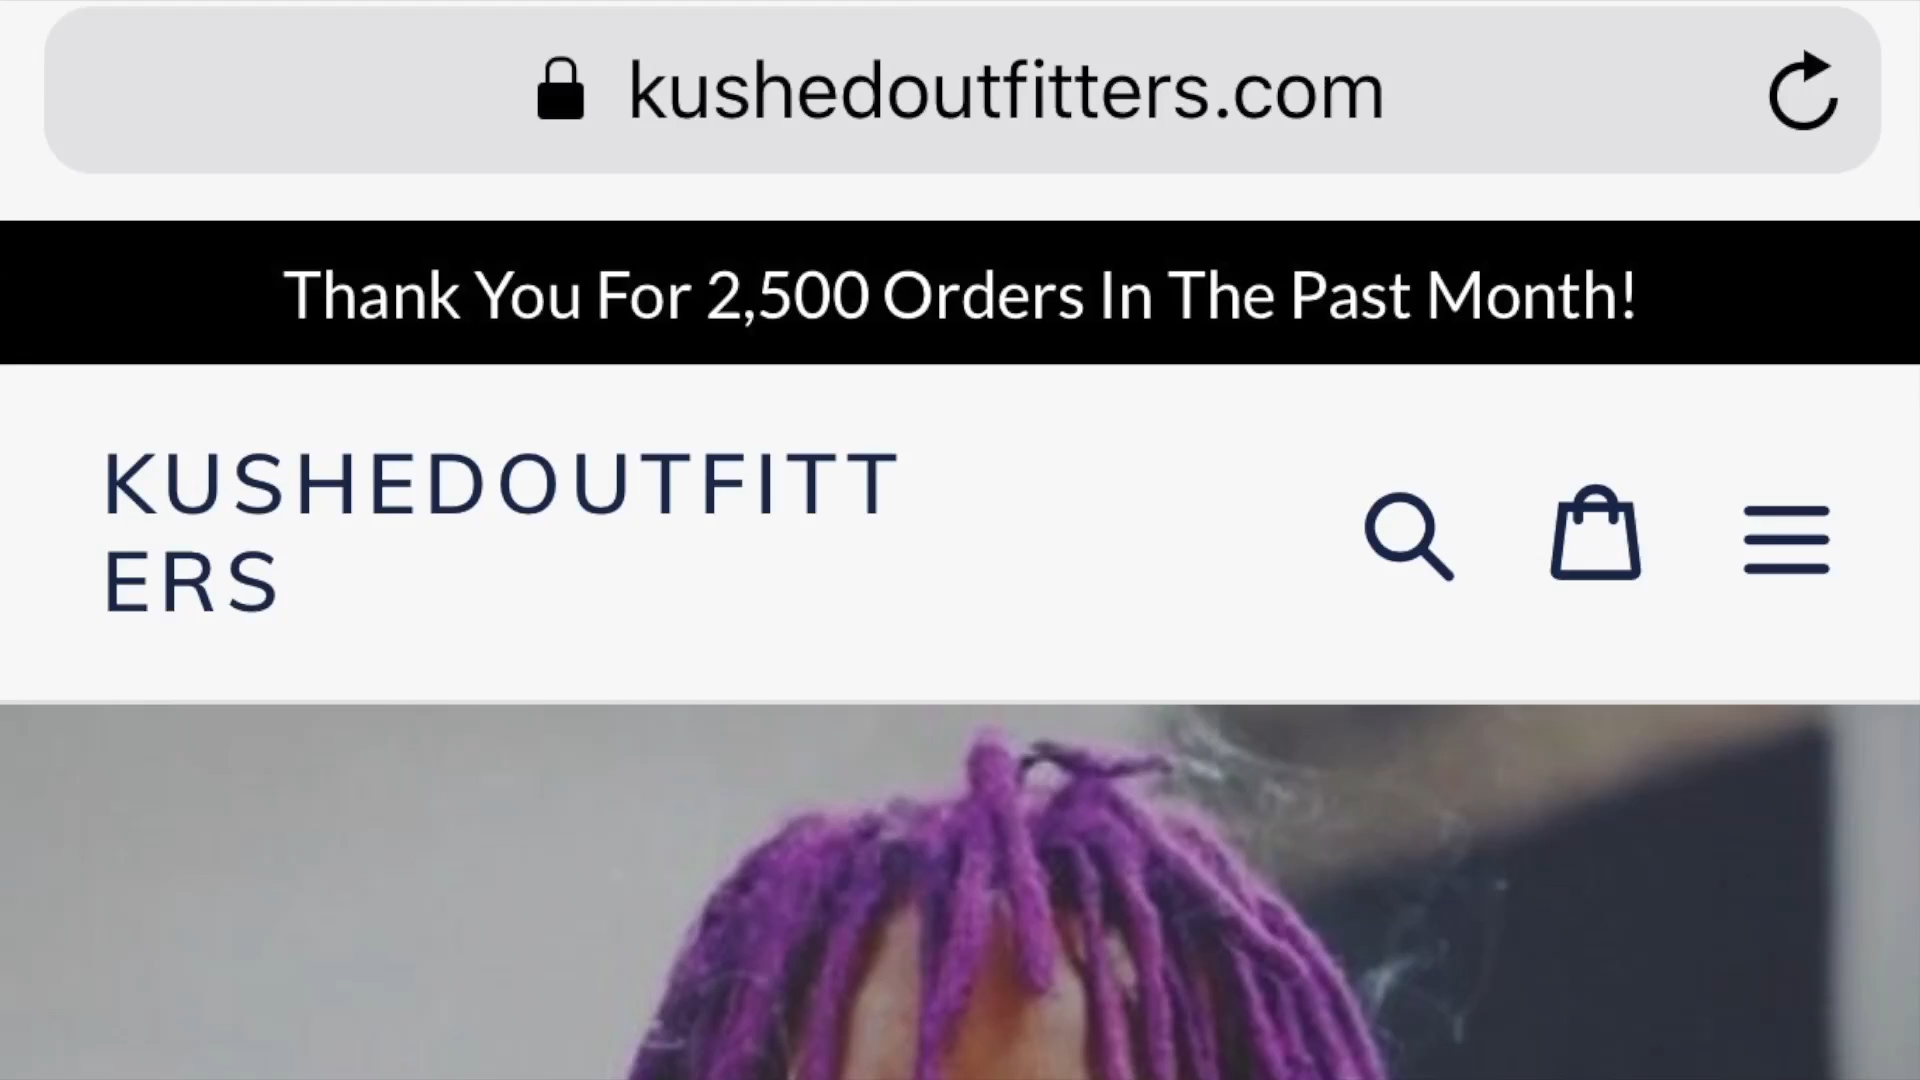 kushedoutfitters.com
Thank You For 2,500 Orders In The Past Month!
KUSHEDOUTFITT
ERS